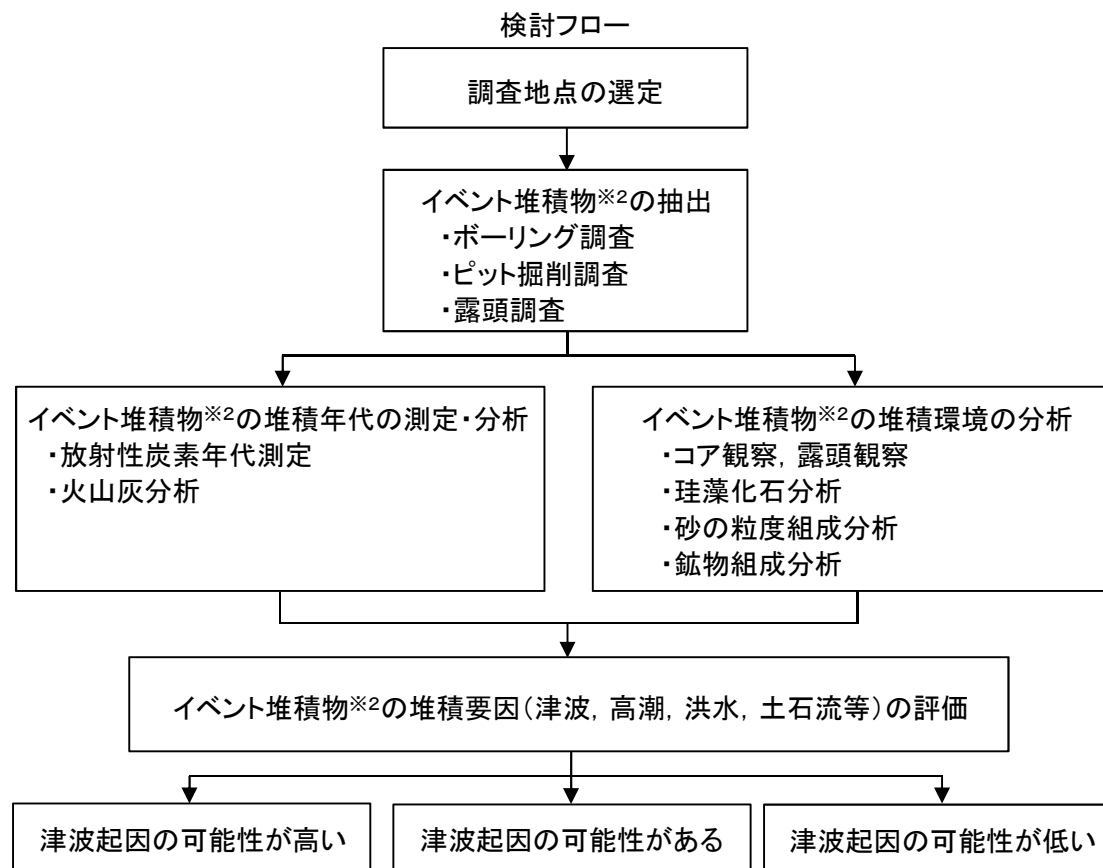 検討フロー
調査地点の選定
イベント堆積物※2の抽出
・ボーリング調査
・ピット掘削調査
・露頭調査
イベント堆積物※2の堆積年代の測定・分析
・放射性炭素年代測定
・火山灰分析
イベント堆積物※2の堆積環境の分析
・コア観察,露頭観察
・珪藻化石分析
・砂の粒度組成分析
・鉱物組成分析
イベント堆積物※2の堆積要因(津波,高潮,洪水,土石流等)の評価
津波起因の可能性が高い
津波起因の可能性がある
津波起因の可能性が低い